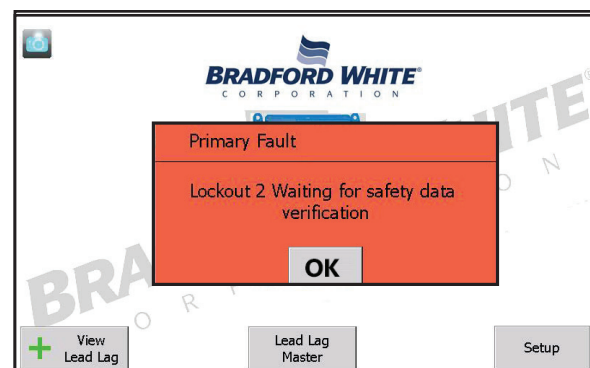 BRADFORD WHITE®
CORPORATION
Primary Fault
Lockout 2 Waiting for safety data
verification
OK
View
Lead Lag
Lead Lag
Master
Setup